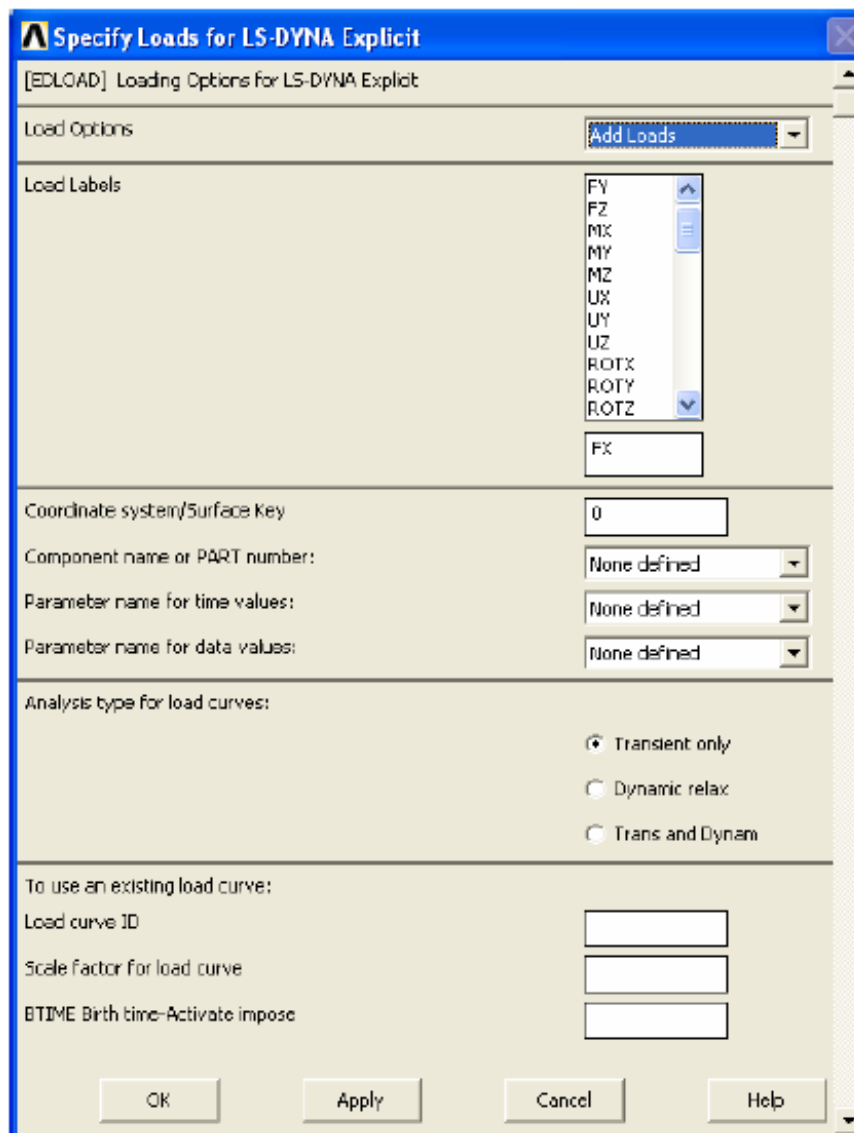 Specify Loads for LS-DYNA Explicit
[EDLOAD] Loading Options for LS-DYNA Explicit
Load Options
Add Loads
Load Labels
FY
FZ
MX
MY
MZ
UX
UY
UZ
ROTX
ROTY
ROTZ
FX
Coordinate system/Surface Key
0
Component name or PART number:
None defined
Parameter name for time values:
None defined
Parameter name for data values:
None defined
Analysis type for load curves:
Transient only
Dynamic relax
Trans and Dynam
To use an existing load curve:
Load curve ID
Scale factor for load curve
BTIME Birth time-Activate impose
OK
Apply
Cancel
Help